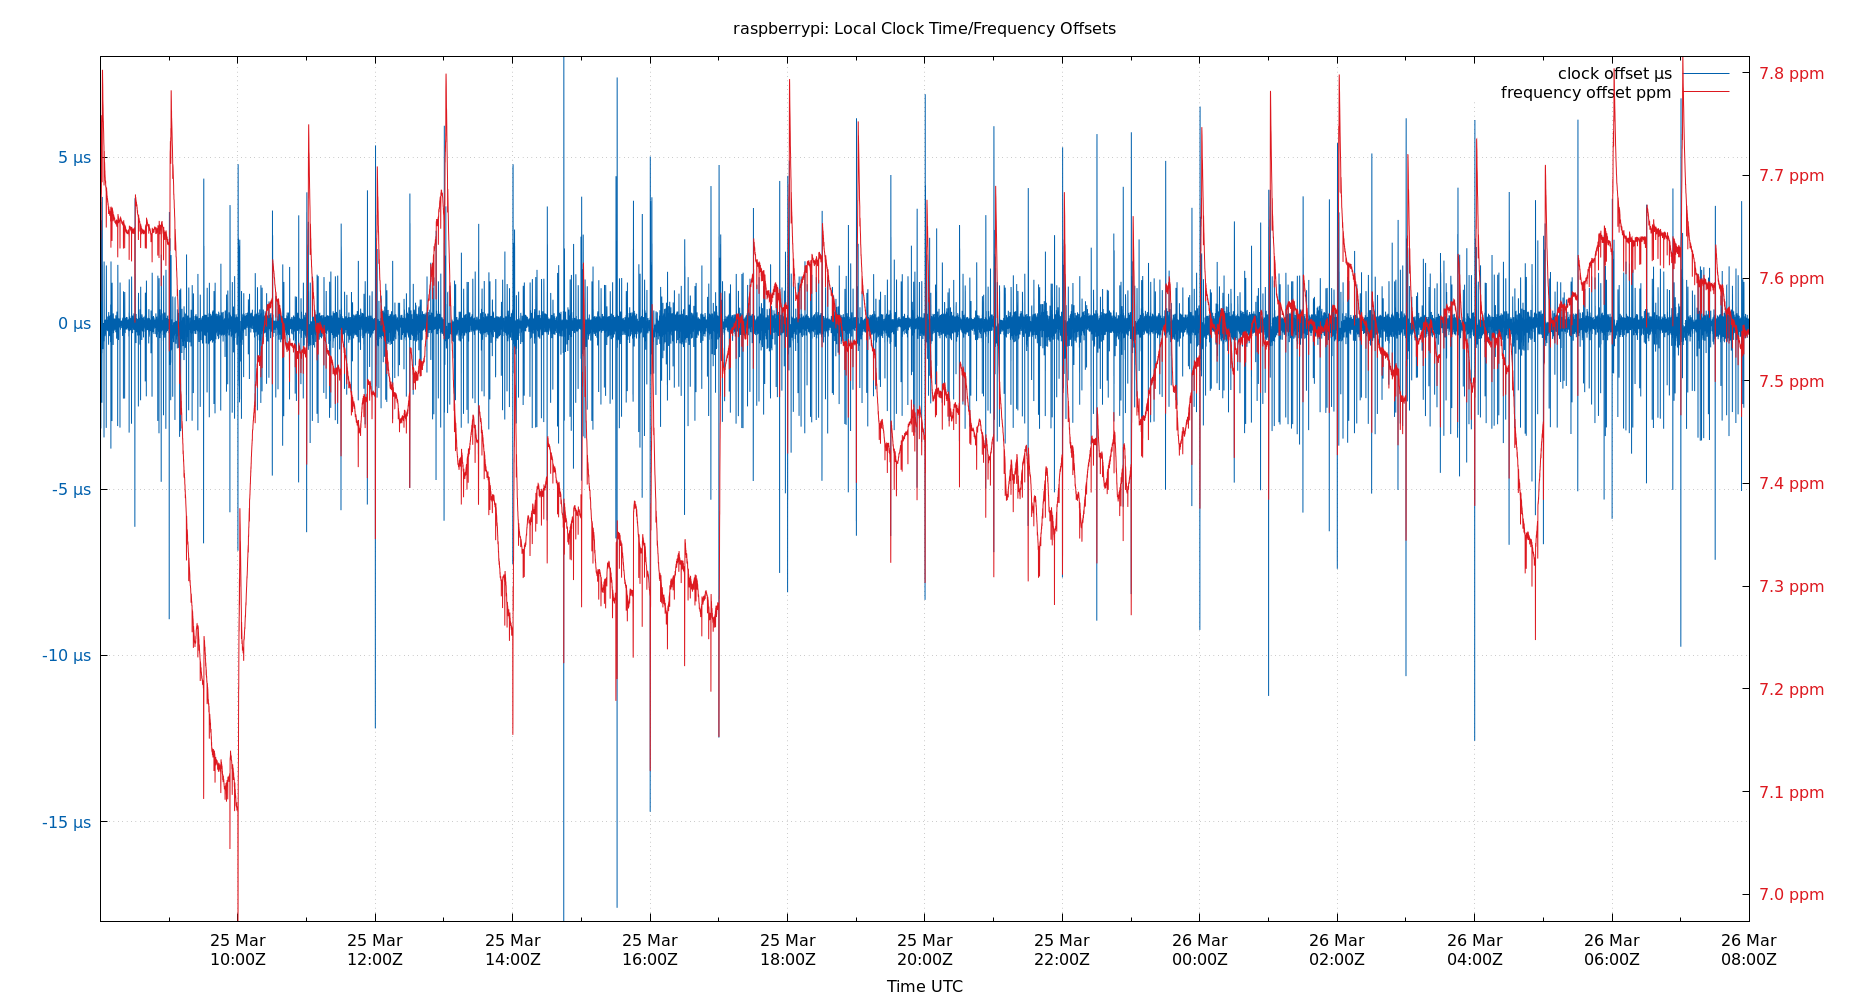 raspberrypi: Local Clock Time/Frequency Offsets
clock offset µs
frequency offset ppm
5 µs
0 µs
-5 µs
-10 µs
-15 µs
7.8 ppm
7.7 ppm
7.6 ppm
7.5 ppm
7.4 ppm
7.3 ppm
7.2 ppm
7.1 ppm
7.0 ppm
25 Mar
10:00Z
25 Mar
12:00Z
25 Mar
14:00Z
25 Mar
16:00Z
25 Mar
18:00Z
25 Mar
20:00Z
25 Mar
22:00Z
26 Mar
00:00Z
26 Mar
02:00Z
26 Mar
04:00Z
26 Mar
06:00Z
26 Mar
08:00Z
Time UTC